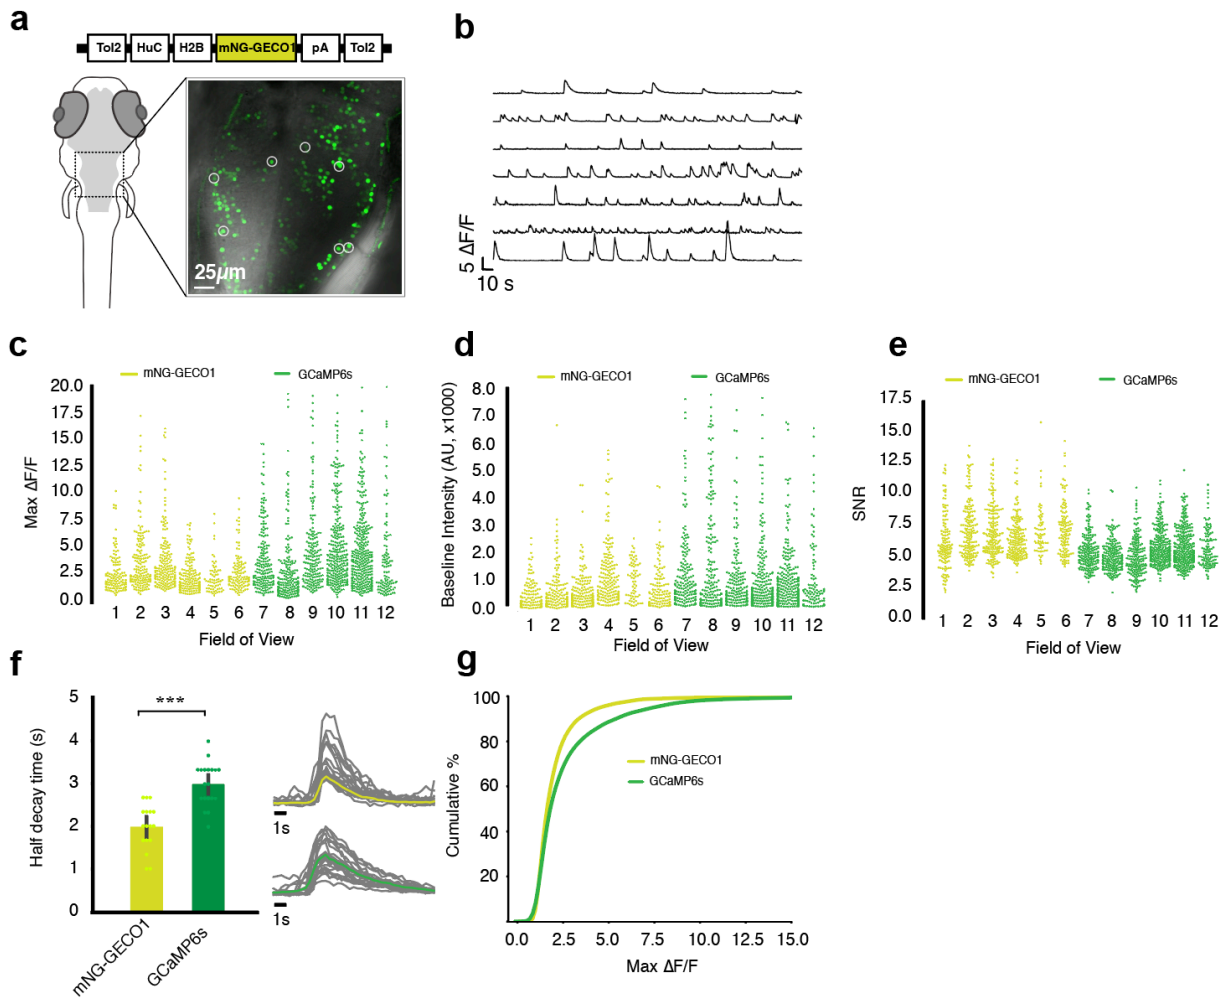 a
Tol2 HuC H2B mNG-GECO1 pA Tol2
25μm
b
5 ΔF/F
10 s
c
mNG-GECO1 GCaMP6s
Max ΔF/F
20.0
17.5
15.0
12.5
10.0
7.5
5.0
2.5
0.0
1 2 3 4 5 6 7 8 9 10 11 12
Field of View
d
mNG-GECO1 GCaMP6s
Baseline Intensity (AU, x1000)
8.0
7.0
6.0
5.0
4.0
3.0
2.0
1.0
0.0
1 2 3 4 5 6 7 8 9 10 11 12
Field of View
e
mNG-GECO1 GCaMP6s
SNR
17.5
15.0
12.5
10.0
7.5
5.0
2.5
0.0
1 2 3 4 5 6 7 8 9 10 11 12
Field of View
f
Half decay time (s)
5
4
3
2
1
0
***
mNG-GECO1
GCaMP6s
1s
1s
g
Cumulative %
100
80
60
40
20
mNG-GECO1
GCaMP6s
0.0 2.5 5.0 7.5 10.0 12.5 15.0
Max ΔF/F